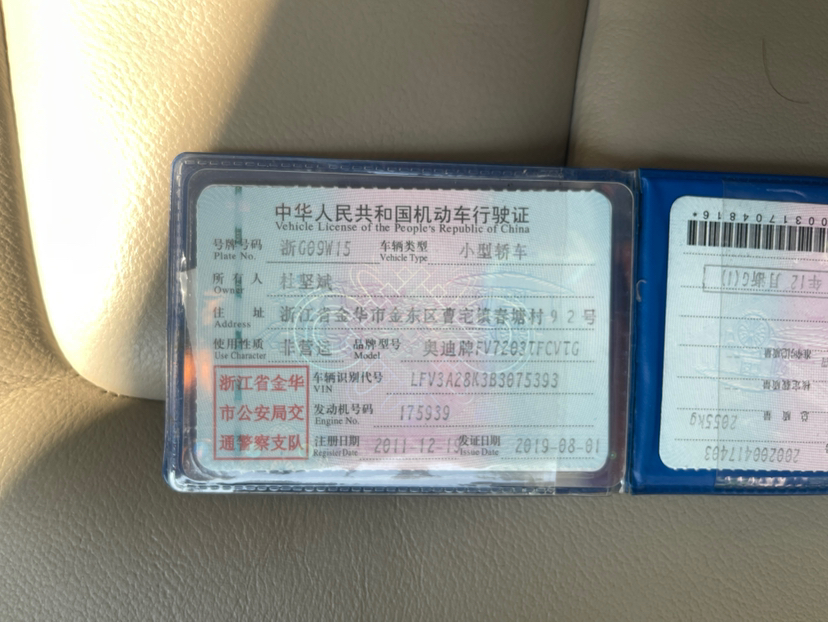 中华人民共和国机动车行驶证
Vehicle License of the People's Republic of China
号牌号码 浙G09W15 车辆类型 小型轿车
Plate No. Vehicle Type
所有人 杜坚斌
Owner
住址 浙江省金华市金东区曹宅镇春塘村92号
Address
使用性质 非营运 品牌型号 奥迪牌FV7203TFCVTG
Use Character Model
浙江省金华 车辆识别代号 LFV3A28K3B3075393
VIN
市公安局交 发动机号码 175939
Engine No.
通警察支队 注册日期 2011-12-15 发证日期 2019-08-01
Register Date Issue Date
2055kg